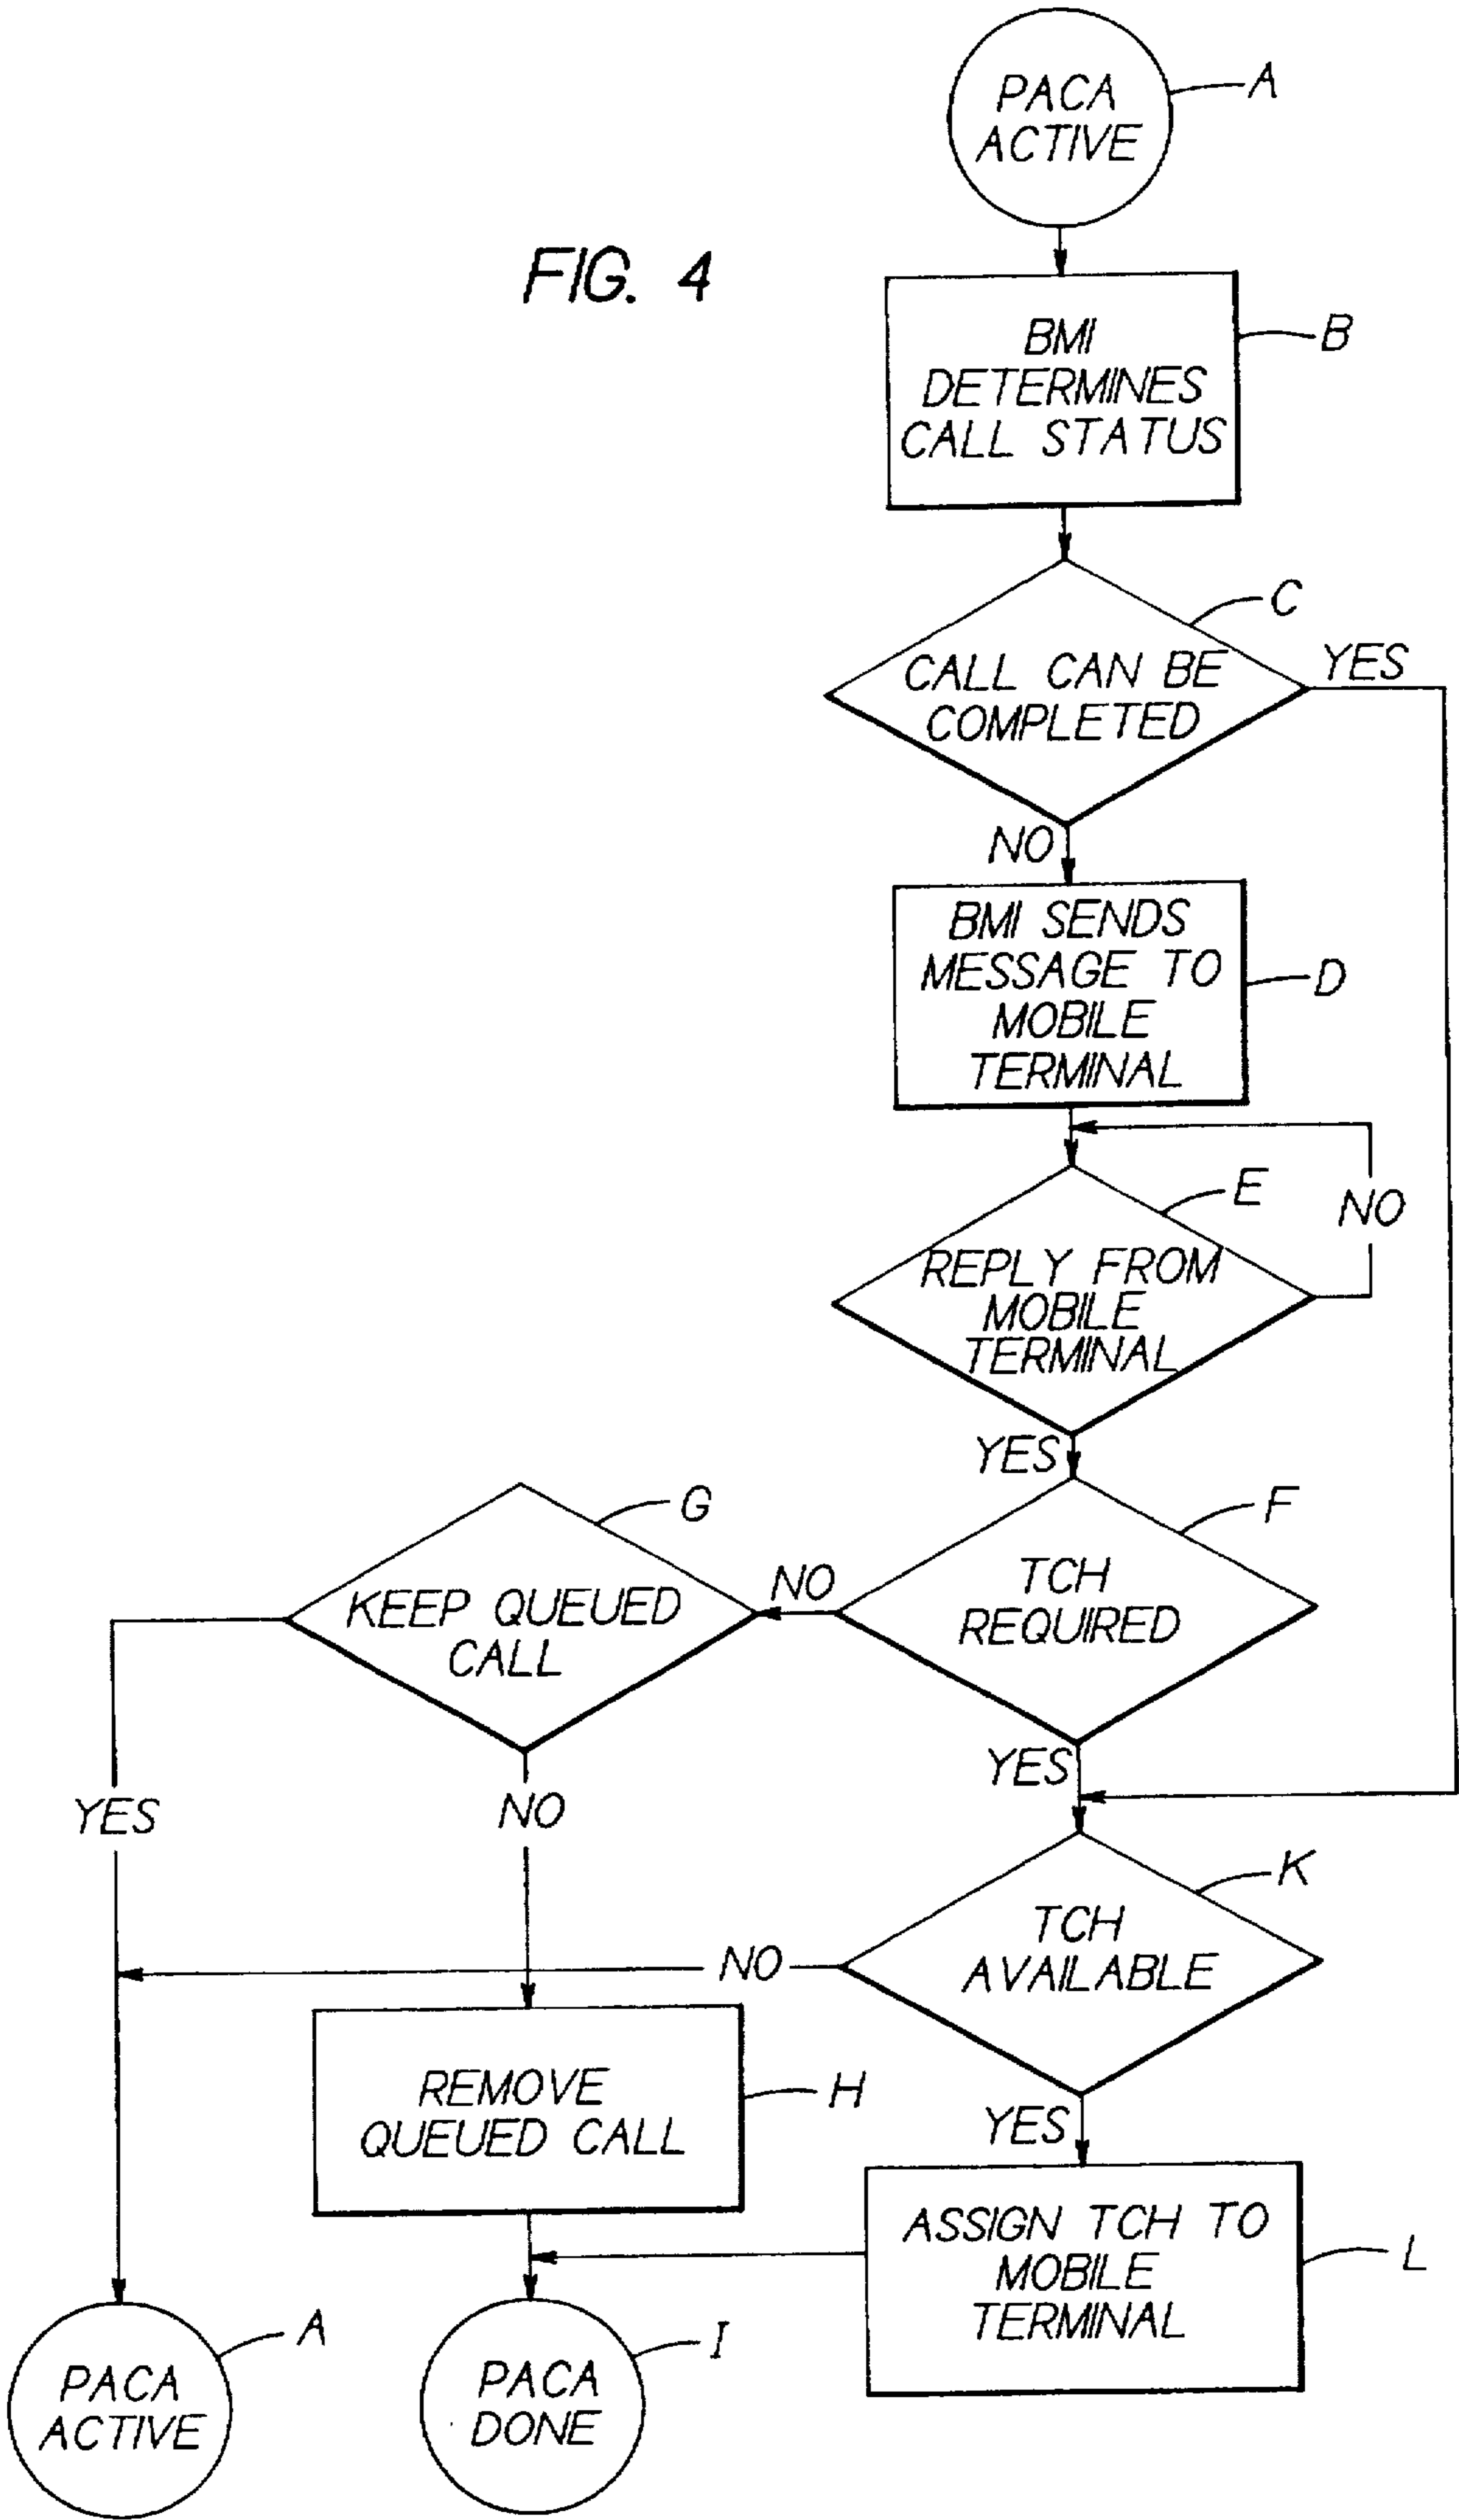 PACA
ACTIVE
A
FIG. 4
BMI
DETERMINES
CALL STATUS
B
C
CALL CAN BE
COMPLETED
YES
NO
BMI SENDS
MESSAGE TO
MOBILE
TERMINAL
D
E
NO
REPLY FROM
MOBILE
TERMINAL
YES
G
F
KEEP QUEUED
CALL
NO
TCH
REQUIRED
YES
NO
YES
K
TCH
AVAILABLE
NO
REMOVE
QUEUED CALL
H
YES
ASSIGN TCH TO
MOBILE
TERMINAL
L
A
PACA
ACTIVE
I
PACA
DONE